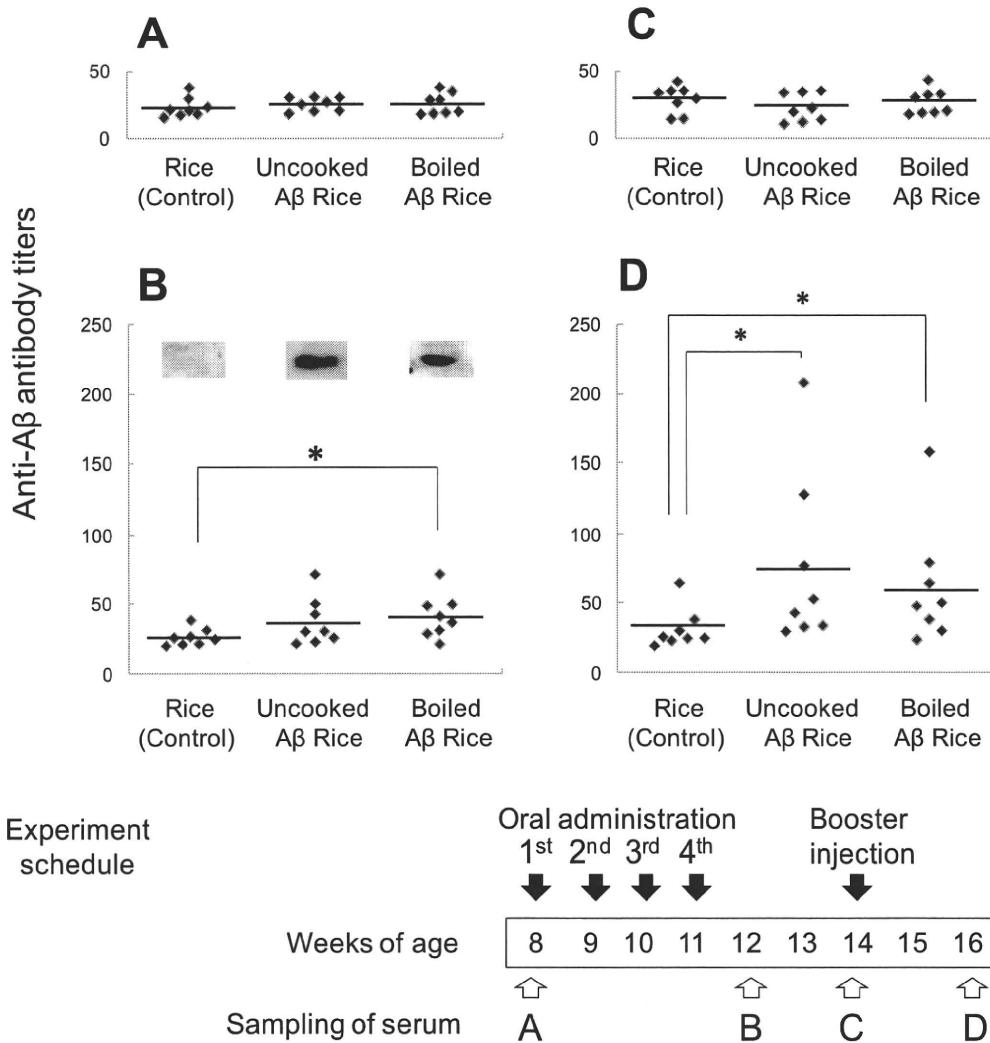 Anti-Aβ antibody titers
A
50
0
Rice
(Control)
Uncooked
Aβ Rice
Boiled
Aβ Rice
C
50
0
Rice
(Control)
Uncooked
Aβ Rice
Boiled
Aβ Rice
B
250
200
150
100
50
0
*
Rice
(Control)
Uncooked
Aβ Rice
Boiled
Aβ Rice
D
250
200
150
100
50
0
*
*
Rice
(Control)
Uncooked
Aβ Rice
Boiled
Aβ Rice
Experiment
schedule
Oral administration
1st 2nd 3rd 4th
Booster
injection
Weeks of age 8 9 10 11 12 13 14 15 16
Sampling of serum A B C D